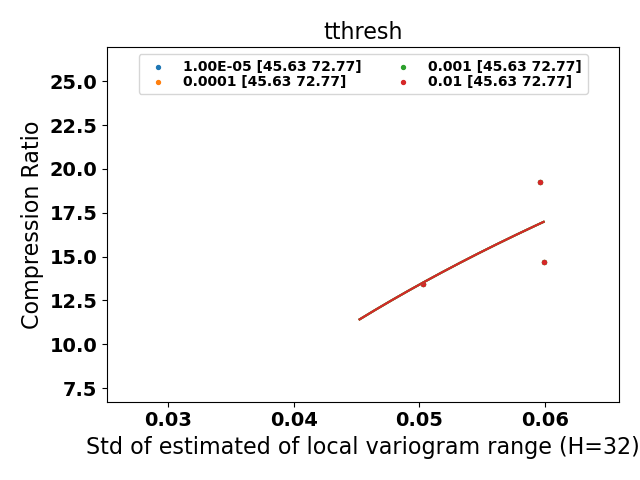 tthresh
1.00E-05 [45.63 72.77]
0.0001 [45.63 72.77]
0.001 [45.63 72.77]
0.01 [45.63 72.77]
Compression Ratio
25.0
22.5
20.0
17.5
15.0
12.5
10.0
7.5
0.03 0.04 0.05 0.06
Std of estimated of local variogram range (H=32)